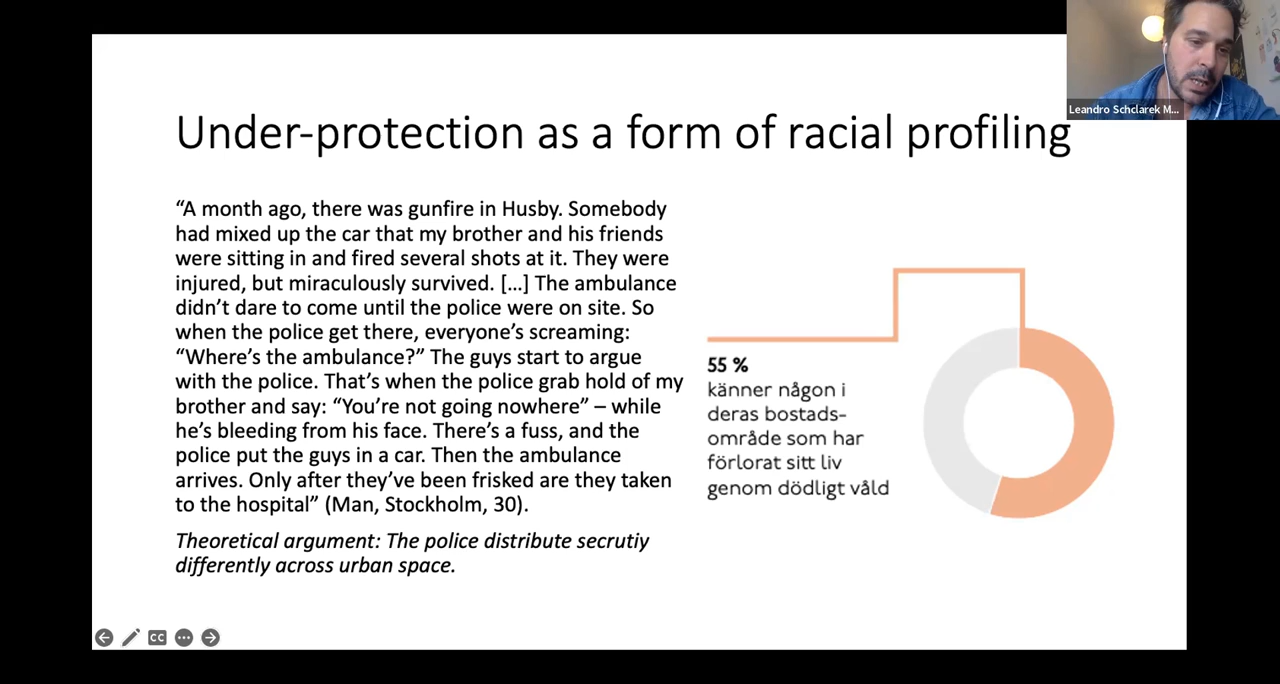 Leandro Schclarek M...
Under-protection as a form of racial profiling
“A month ago, there was gunfire in Husby. Somebody
had mixed up the car that my brother and his friends
were sitting in and fired several shots at it. They were
injured, but miraculously survived. […] The ambulance
didn’t dare to come until the police were on site. So
when the police get there, everyone’s screaming:
“Where’s the ambulance?” The guys start to argue
with the police. That’s when the police grab hold of my
brother and say: “You’re not going nowhere” – while
he’s bleeding from his face. There’s a fuss, and the
police put the guys in a car. Then the ambulance
arrives. Only after they’ve been frisked are they taken
to the hospital” (Man, Stockholm, 30).
Theoretical argument: The police distribute secrutiy
differently across urban space.
55 %
känner någon i
deras bostads-
område som har
förlorat sitt liv
genom dödligt våld
CC